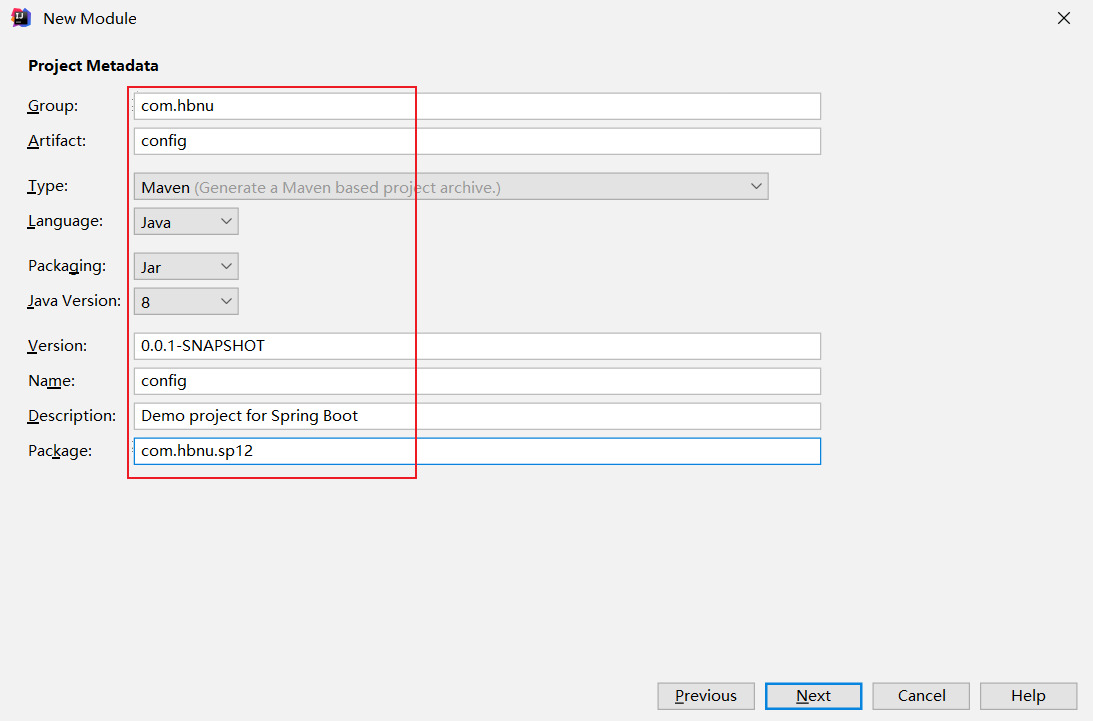 New Module
Project Metadata
Group: com.hbnu
Artifact: config
Type: Maven (Generate a Maven based project archive.)
Language: Java
Packaging: Jar
Java Version: 8
Version: 0.0.1-SNAPSHOT
Name: config
Description: Demo project for Spring Boot
Package: com.hbnu.sp12
Previous Next Cancel Help